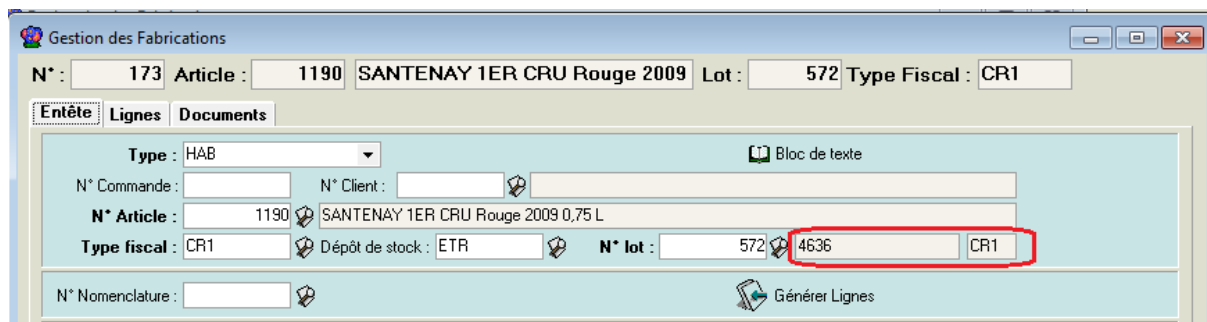 Gestion des Fabrications
N° : 173 Article : 1190 SANTENAY 1ER CRU Rouge 2009 Lot : 572 Type Fiscal : CR1
Entête Lignes Documents
Type : HAB Bloc de texte
N° Commande : N° Client :
N° Article : 1190 SANTENAY 1ER CRU Rouge 2009 0,75 L
Type fiscal : CR1 Dépôt de stock : ETR N° lot : 572 4636 CR1
N° Nomenclature : Générer Lignes